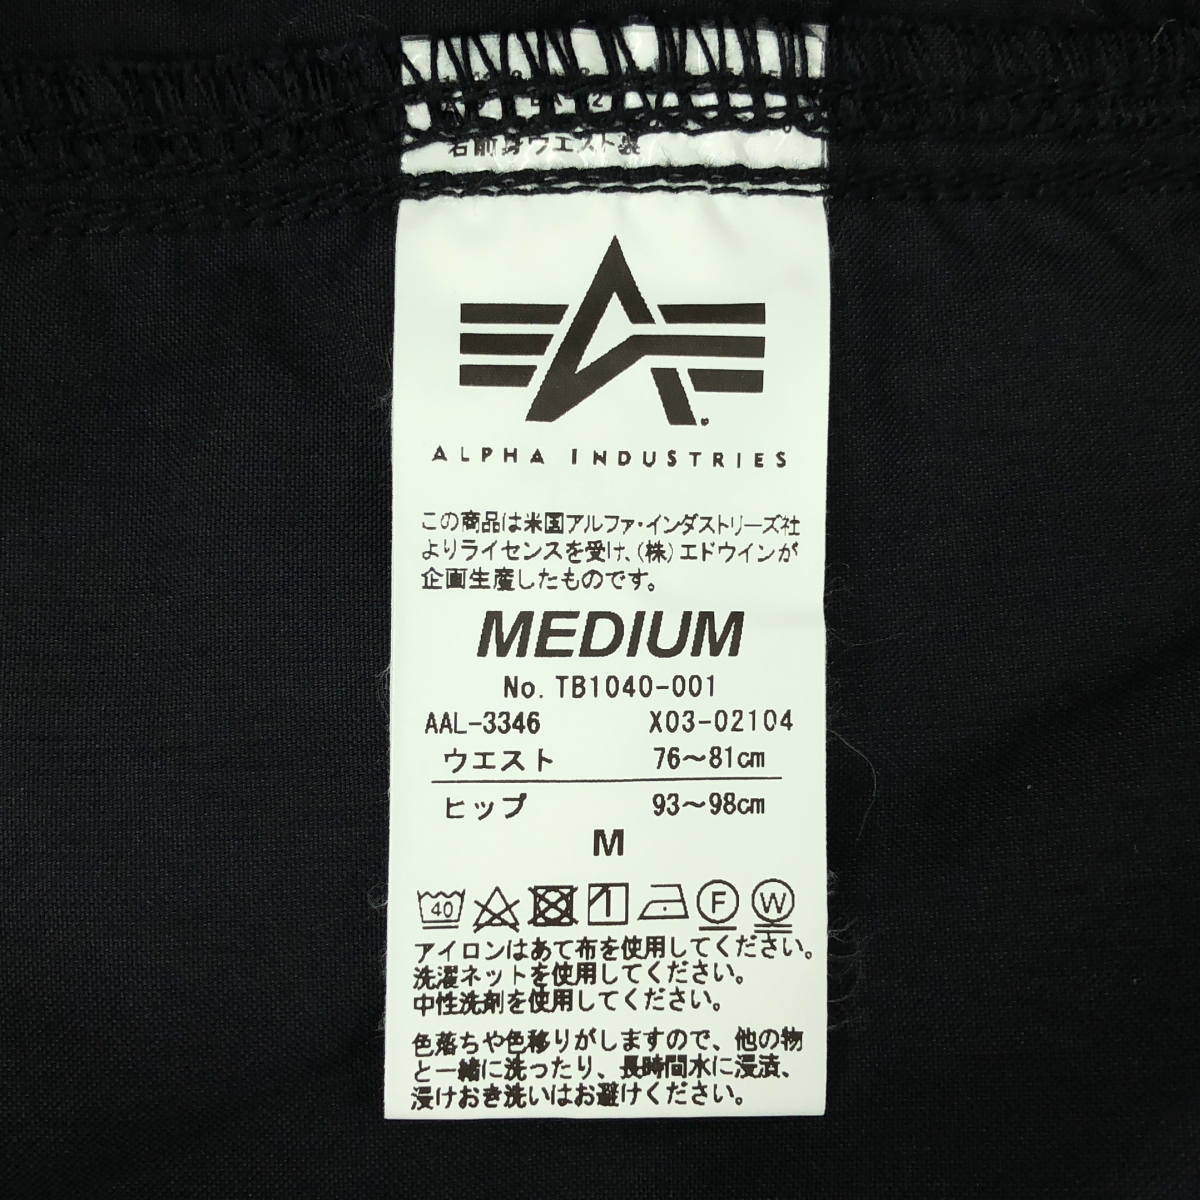 右前身ウエスト裏
ALPHA INDUSTRIES
この商品は米国アルファ・インダストリーズ社
よりライセンスを受け、(株)エドウインが
企画生産したものです。
MEDIUM
No. TB1040-001
AAL-3346 X03-02104
ウエスト 76〜81cm
ヒップ 93〜98cm
M
40 F W
アイロンはあて布を使用してください。
洗濯ネットを使用してください。
中性洗剤を使用してください。
色落ちや色移りがしますので、他の物
と一緒に洗ったり、長時間水に浸漬、
浸けおき洗いはお避けください。